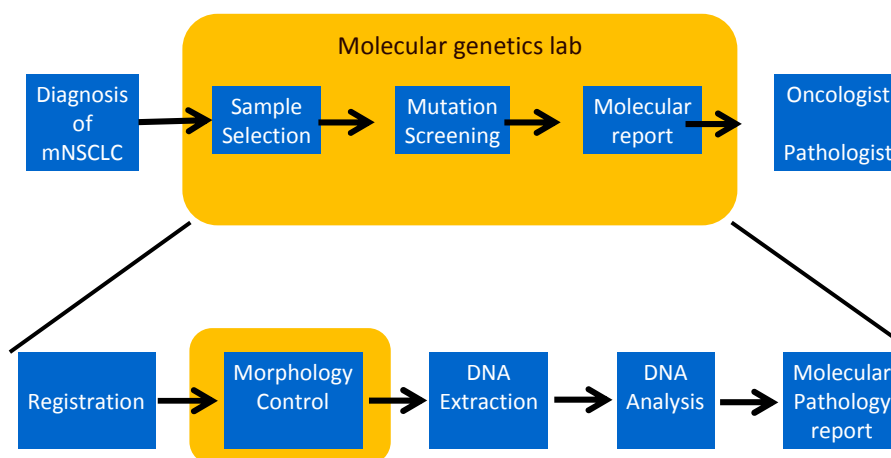 Molecular genetics lab
Diagnosis
of
mNSCLC
Sample
Selection
Mutation
Screening
Molecular
report
Oncologist
Pathologist
Registration
Morphology
Control
DNA
Extraction
DNA
Analysis
Molecular
Pathology
report